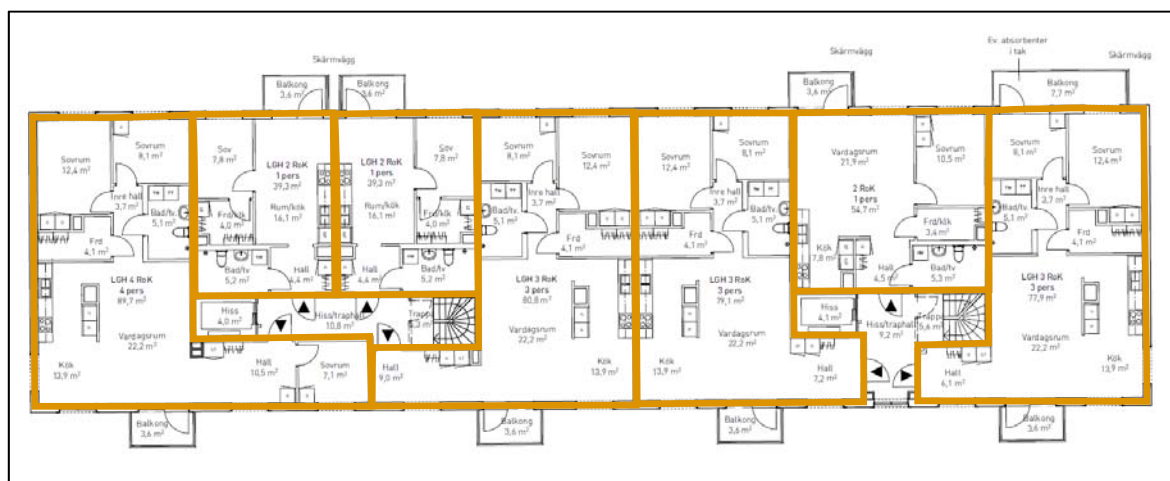 Skärmvägg
Balkong
3,6 m²
Balkong
3,6 m²
Skärmvägg
Balkong
3,6 m²
Ev. absorbenter
i tak
Skärmvägg
Balkong
7,7 m²
Sovrum
12,4 m²
Sovrum
8,1 m²
Inre hall
3,7 m²
Bad/tv.
5,1 m²
Frd
4,1 m²
LGH 4 RoK
4 pers
89,7 m²
Vardagsrum
22,2 m²
Kök
13,9 m²
Hall
10,5 m²
Sovrum
7,1 m²
Balkong
3,6 m²
Sov
7,8 m²
LGH 2 RoK
1 pers
39,3 m²
Rum/kök
16,1 m²
Frd/klk
4,0 m²
Bad/tv
5,2 m²
Hall
4,4 m²
LGH 2 RoK
1 pers
39,3 m²
Sov
7,8 m²
Rum/kök
16,1 m²
Frd/klk
4,0 m²
Hall
4,4 m²
Bad/tv
5,2 m²
Hiss
4,0 m²
Hiss/traphall
10,8 m²
Trappa
Sovrum
8,1 m²
Sovrum
12,4 m²
Inre hall
3,7 m²
Bad/tv.
5,1 m²
Frd
4,1 m²
LGH 3 RoK
3 pers
80,8 m²
Vardagsrum
22,2 m²
Hall
9,0 m²
Kök
13,9 m²
Balkong
3,6 m²
Sovrum
12,4 m²
Sovrum
8,1 m²
Inre hall
3,7 m²
Bad/tv.
5,1 m²
Frd
4,1 m²
LGH 3 RoK
3 pers
79,1 m²
Vardagsrum
22,2 m²
Kök
13,9 m²
Hall
7,2 m²
Balkong
3,6 m²
Vardagsrum
21,9 m²
Sovrum
10,5 m²
2 RoK
1 pers
54,7 m²
Frd/klk
3,4 m²
Kök
7,8 m²
Hall
4,5 m²
Bad/tv
5,3 m²
Hiss
4,1 m²
Hiss/traphall
9,2 m²
Trappa
5,6 m²
Sovrum
8,1 m²
Sovrum
12,4 m²
Inre hall
3,7 m²
Bad/tv.
5,1 m²
Frd
4,1 m²
LGH 3 RoK
3 pers
77,9 m²
Vardagsrum
22,2 m²
Kök
13,9 m²
Hall
6,1 m²
Balkong
3,6 m²